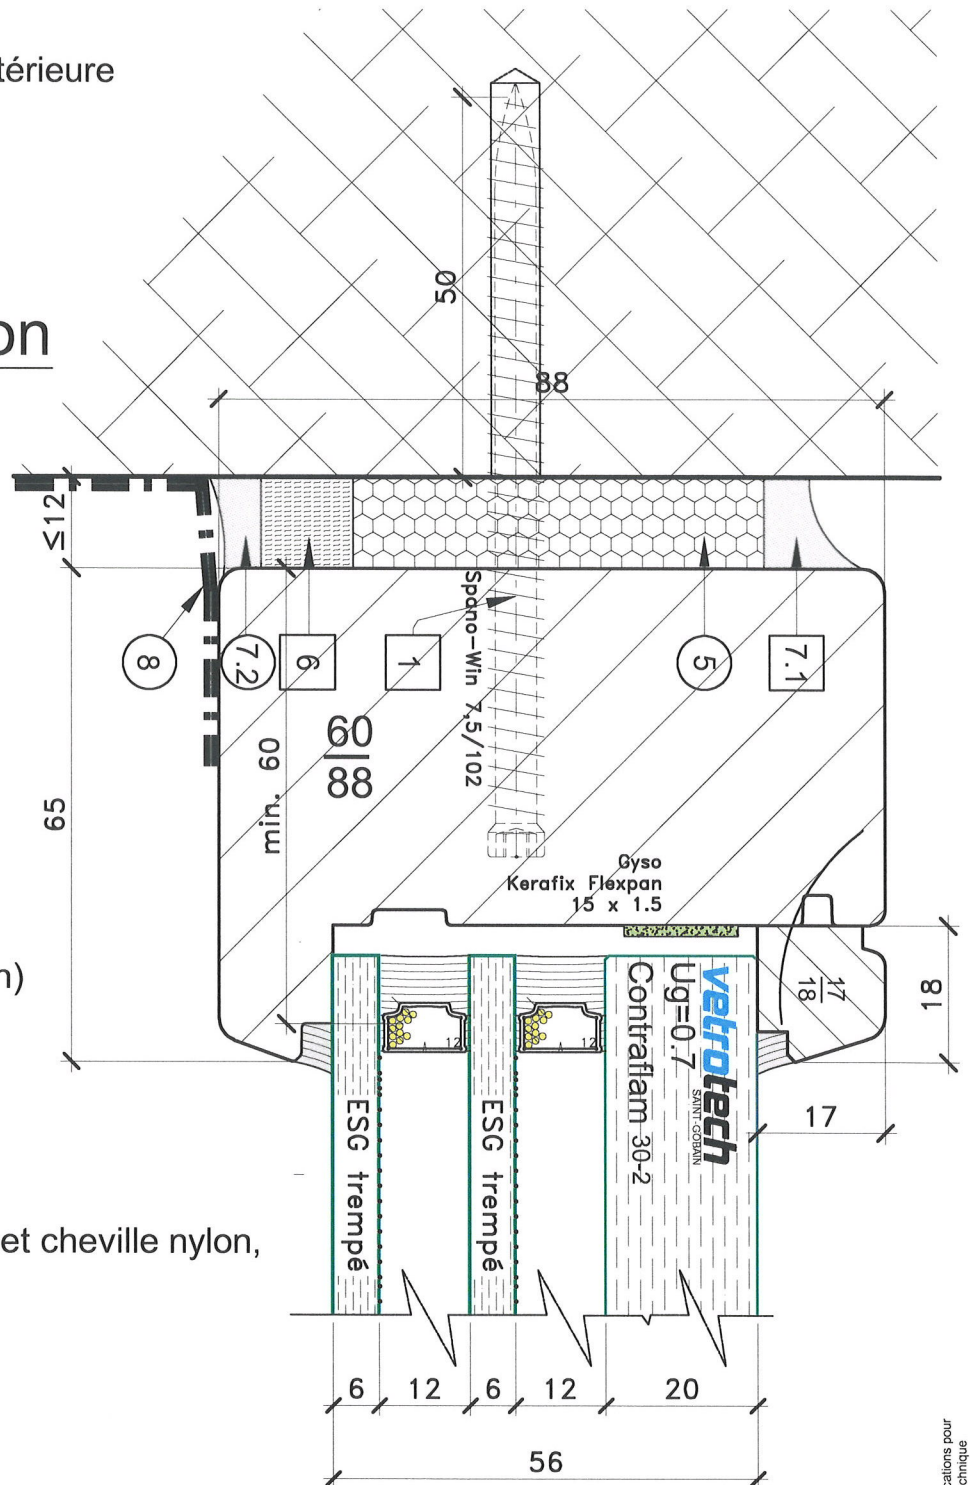 térieure
on
50
88
≤12
8
7.2
6
1
5
7.1
Spano-Win 7,5/102
60
88
min. 60
65
Gyso
Kerafix Flexpan
15 x 1.5
n)
17
18
18
12
12
vetrotech
SAINT-GOBAIN
Ug=0.7
Contraflam 30-2
17
ESG trempé
ESG trempé
et cheville nylon,
6 12 6 12 20
56
cations pour
chnique